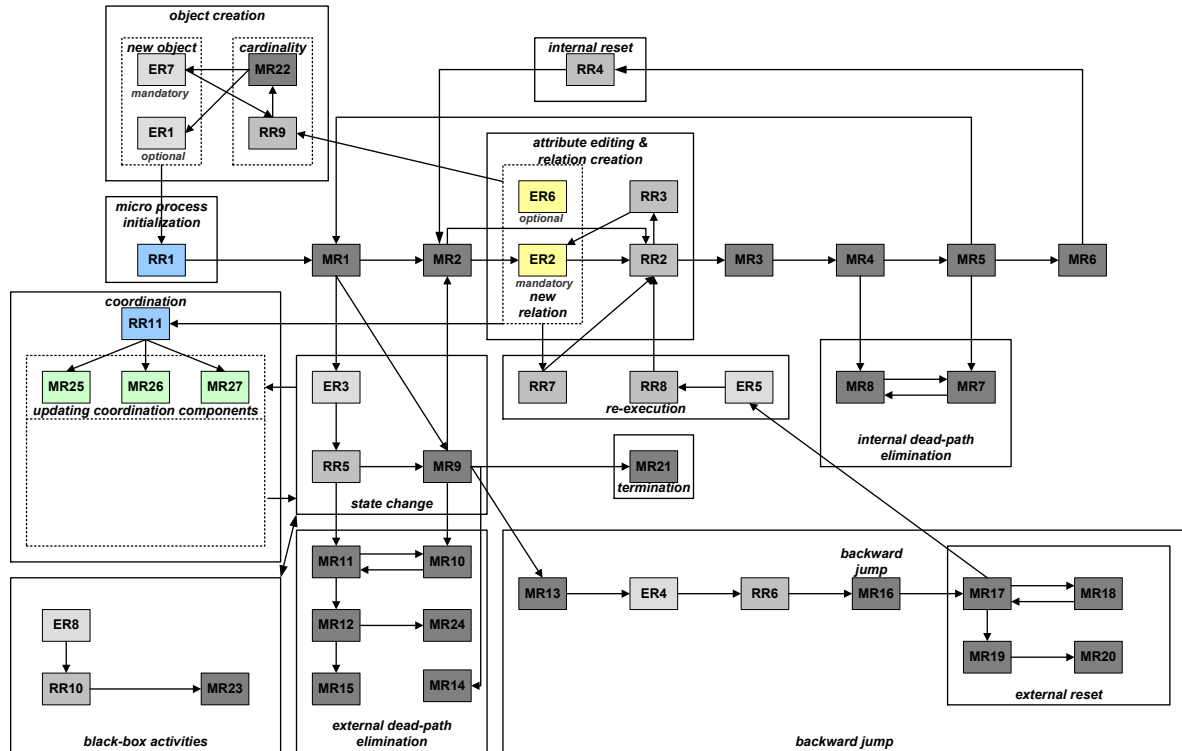 object creation
new object
cardinality
ER7
MR22
mandatory
ER1
RR9
optional
internal reset
RR4
attribute editing &
relation creation
ER6
RR3
optional
micro process
initialization
RR1
MR1
MR2
ER2
RR2
MR3
MR4
MR5
MR6
mandatory
new
relation
coordination
RR11
MR25
MR26
MR27
updating coordination components
ER3
RR5
MR9
state change
RR7
RR8
ER5
re-execution
MR8
MR7
internal dead-path
elimination
MR21
termination
MR11
MR10
MR12
MR24
MR15
MR14
external dead-path
elimination
backward
jump
MR13
ER4
RR6
MR16
MR17
MR18
MR19
MR20
external reset
backward jump
ER8
RR10
MR23
black-box activities